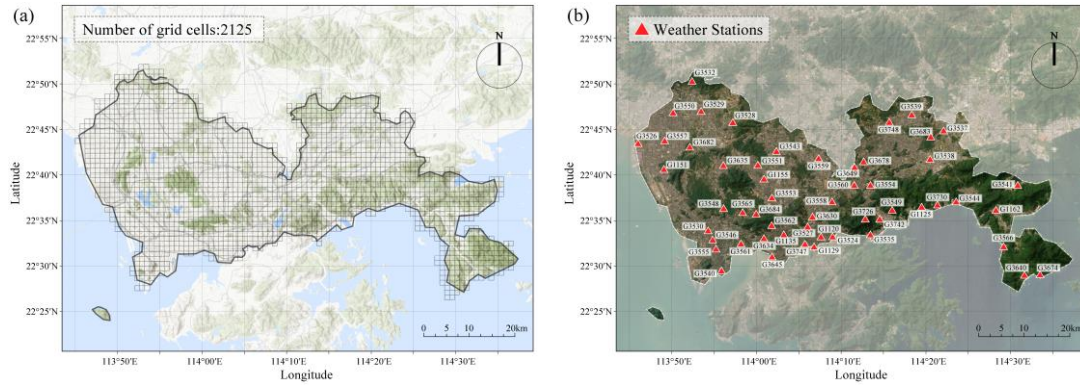 (a)
Number of grid cells:2125
N
22°55'N
22°50'N
22°45'N
22°40'N
22°35'N
22°30'N
22°25'N
Latitude
0 5 10 20km
113°50'E 114°00'E 114°10'E 114°20'E 114°30'E
Longitude
(b)
Weather Stations
N
22°55'N
22°50'N
22°45'N
22°40'N
22°35'N
22°30'N
22°25'N
Latitude
G3532
G3550 G3529
G3528
G3539
G3748
G3526 G3557
G3683 G3537
G3682
G3543
G1151 G3635 G3551
G3559 G3678
G3538
G1155
G3649
G3560 G3554
G3541
G3553
G3548 G3565
G3558
G3549
G3730 G3544
G3684
G3630
G3726
G1125
G1162
G3562
G3742
G3530
G3546
G3527 G1120
G3524
G3535
G3566
G3555
G3561
G3634 G1135
G3747 G1129
G3645
G3540
G3640 G3674
0 5 10 20km
113°50'E 114°00'E 114°10'E 114°20'E 114°30'E
Longitude